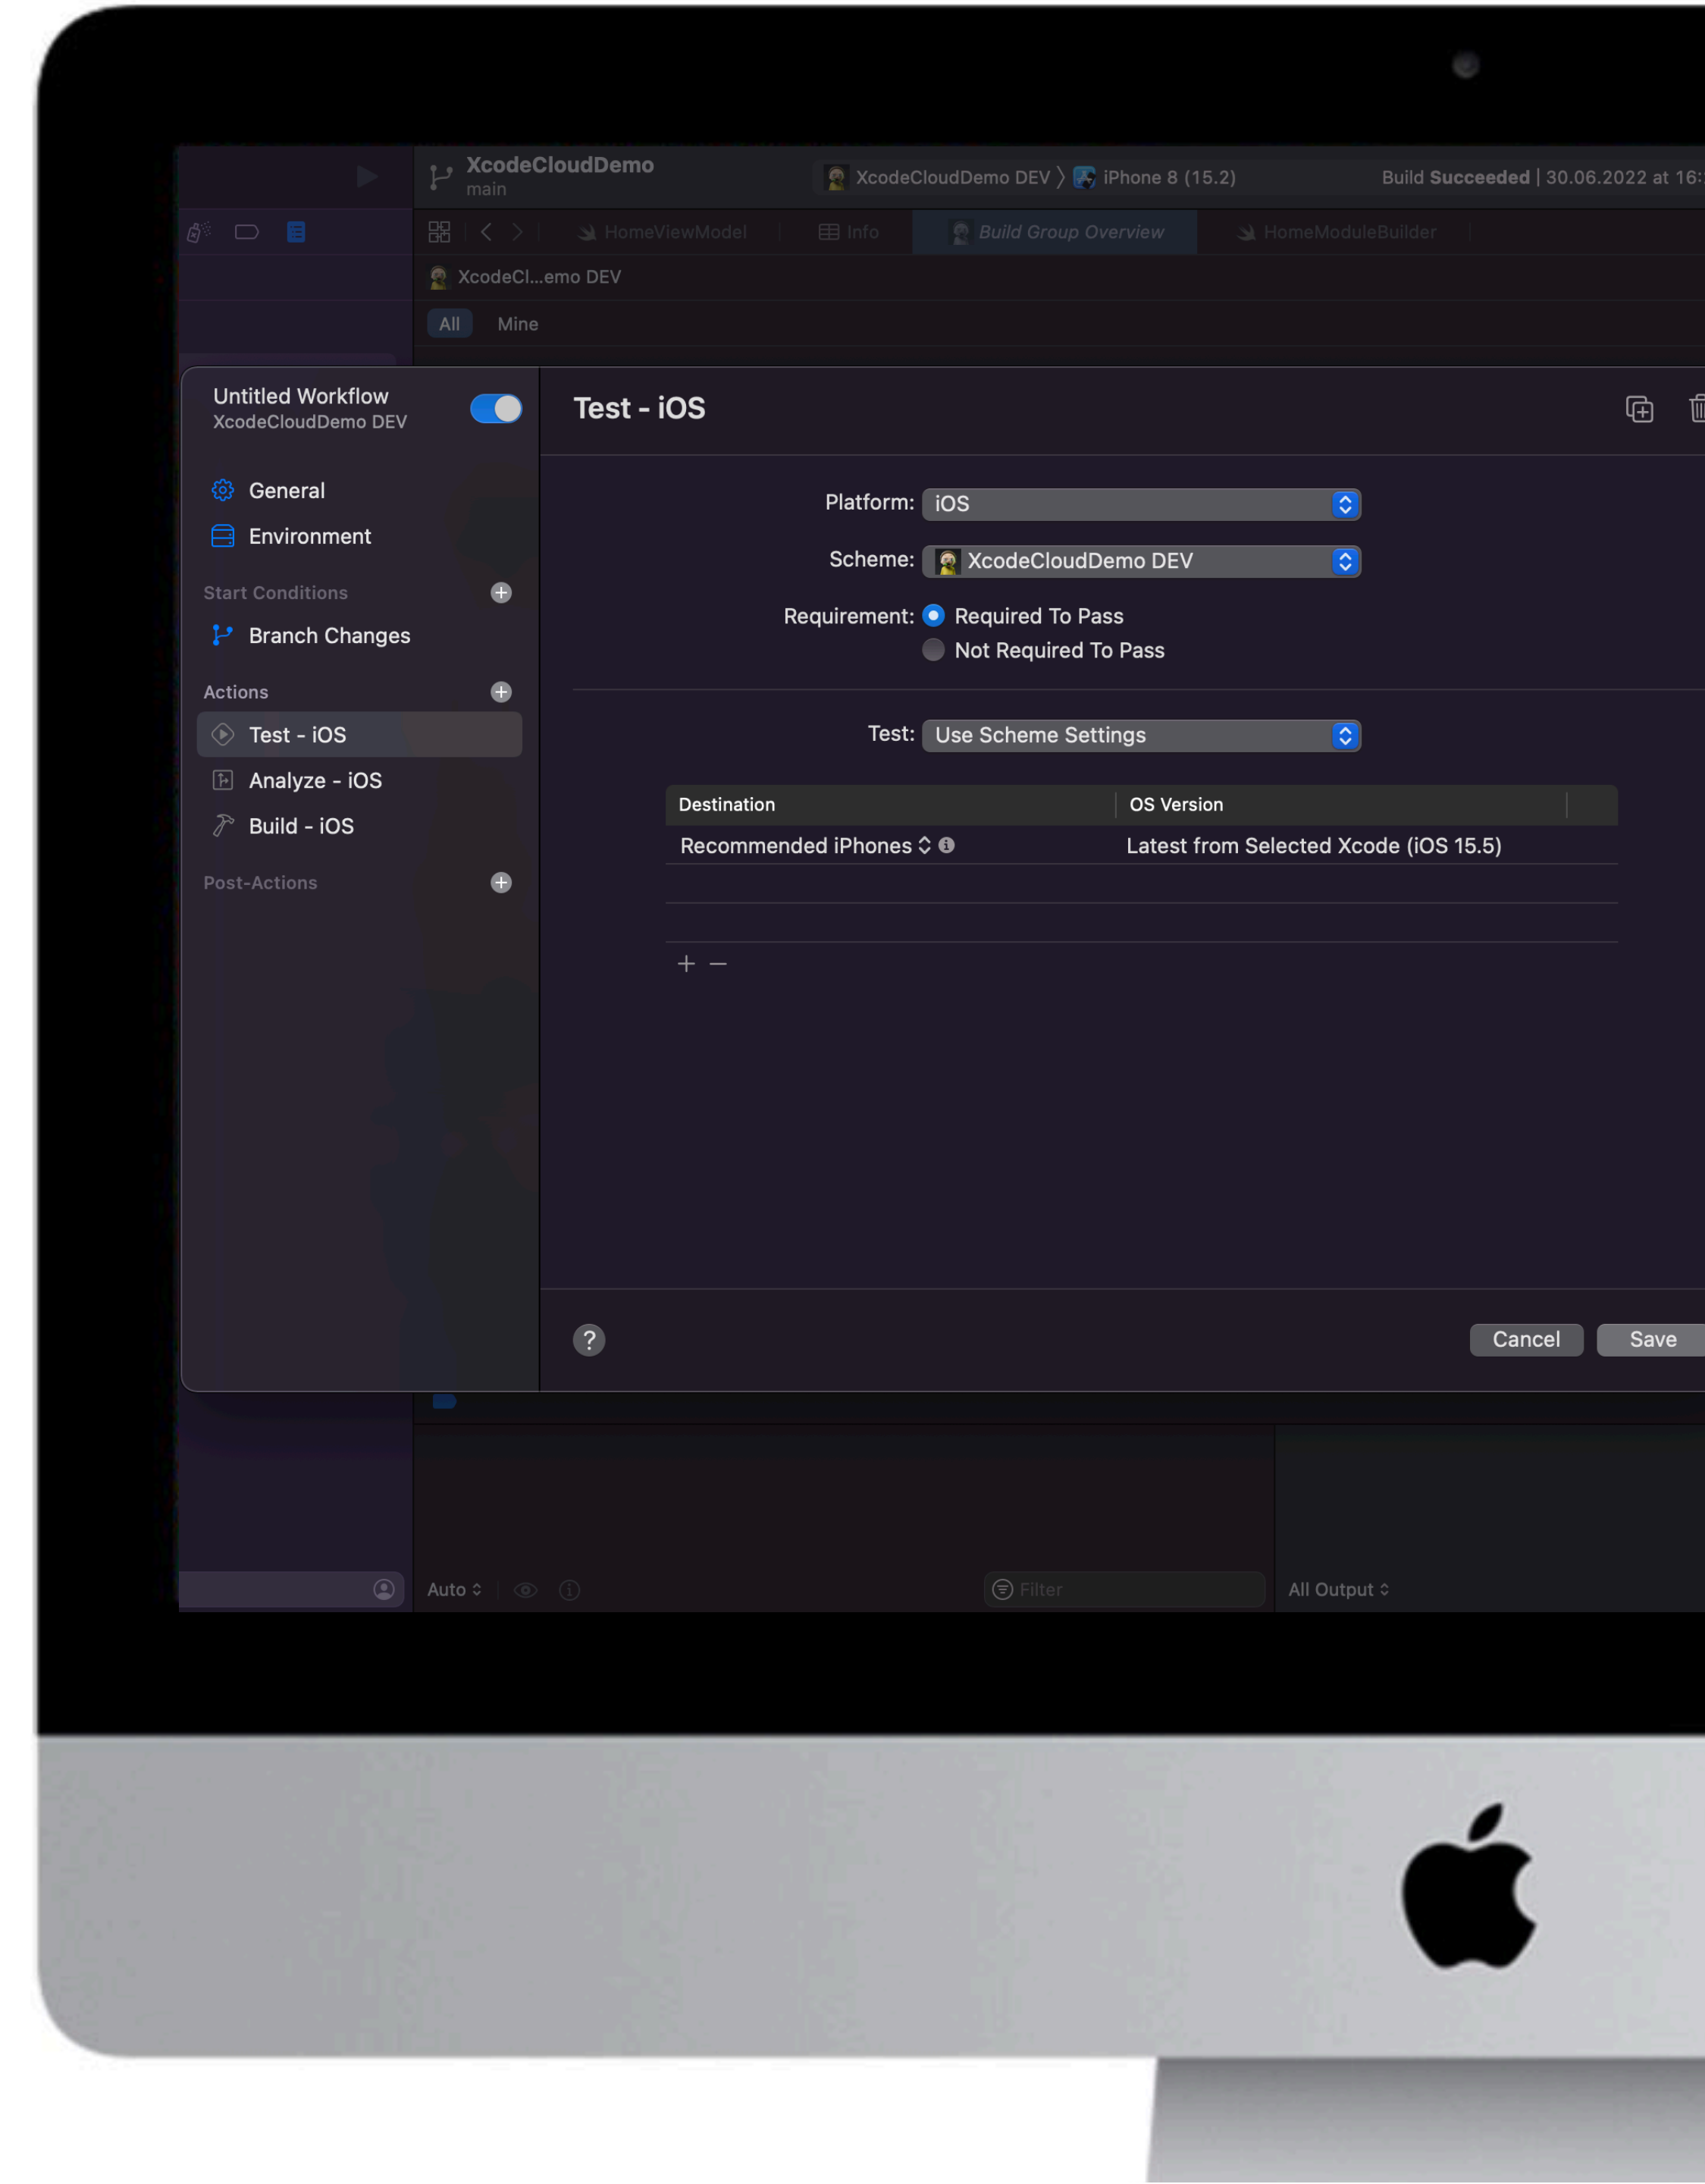 XcodeCloudDemo
main
XcodeCloudDemo DEV
iPhone 8 (15.2)
Build Succeeded | 30.06.2022 at 16:
HomeViewModel
Info
Build Group Overview
HomeModuleBuilder
XcodeCl...emo DEV
All
Mine
Untitled Workflow
XcodeCloudDemo DEV
General
Environment
Start Conditions
Branch Changes
Actions
Test - iOS
Analyze - iOS
Build - iOS
Post-Actions
Test - iOS
Platform: iOS
Scheme: XcodeCloudDemo DEV
Requirement: Required To Pass
Not Required To Pass
Test: Use Scheme Settings
Destination
OS Version
Recommended iPhones
Latest from Selected Xcode (iOS 15.5)
?
Cancel
Save
Auto
Filter
All Output